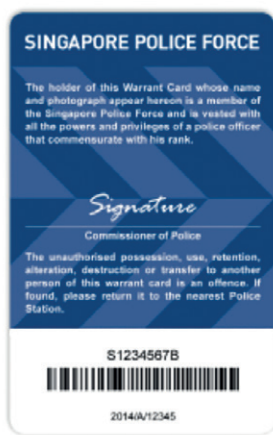 SINGAPORE POLICE FORCE
The holder of this Warrant Card whose name
and photograph appear hereon is a member of
the Singapore Police Force and is vested with
all the powers and privileges of a police officer
that commensurate with his rank.
Signature
Commissioner of Police
The unauthorised possession, use, retention,
alteration, destruction or transfer to another
person of this warrant card is an offence. If
found, please return it to the nearest Police
Station.
S1234567B
2014/A/12345